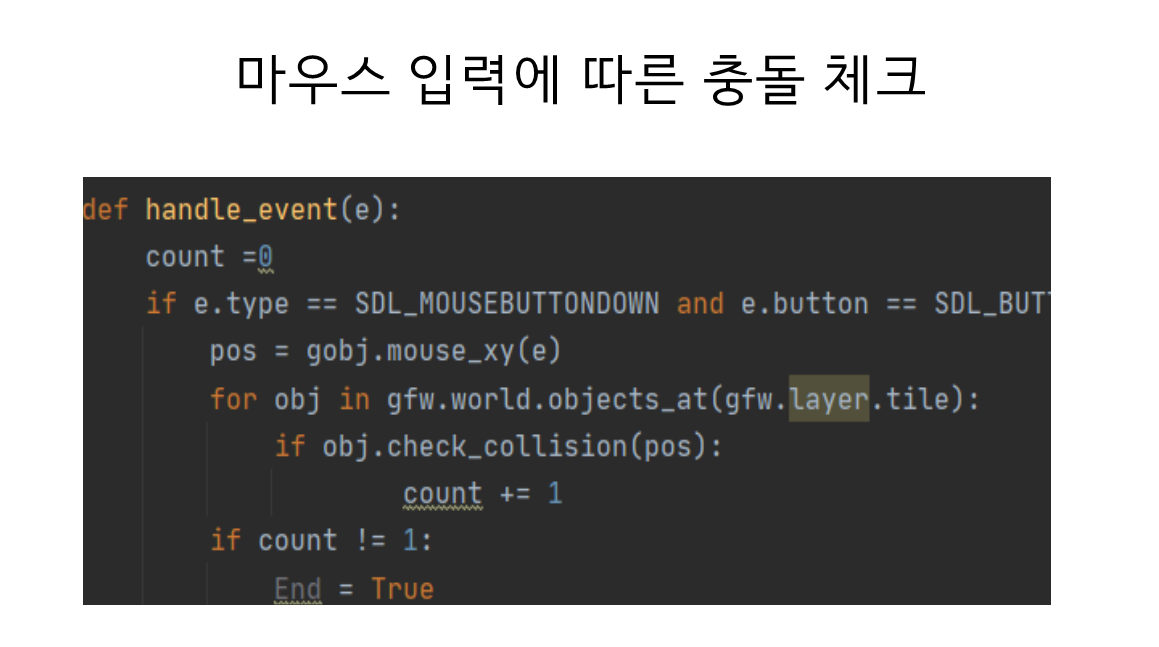 마우스 입력에 따른 충돌 체크
def handle_event(e):
count =0
if e.type == SDL_MOUSEBUTTONDOWN and e.button == SDL_BUT
pos = gobj.mouse_xy(e)
for obj in gfw.world.objects_at(gfw.layer.tile):
if obj.check_collision(pos):
count += 1
if count != 1:
End = True